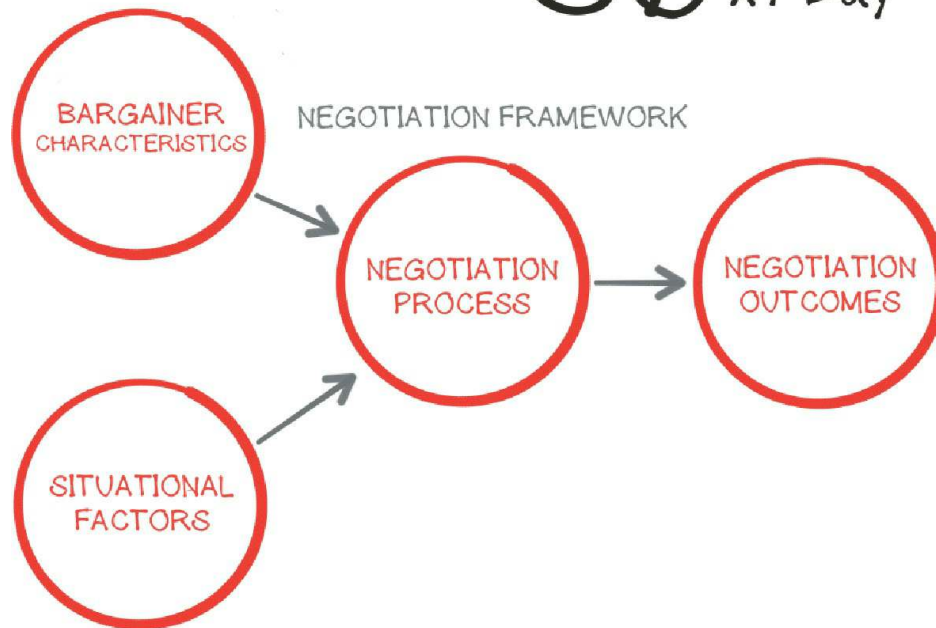 BARGAINER
CHARACTERISTICS
NEGOTIATION FRAMEWORK
NEGOTIATION
PROCESS
NEGOTIATION
OUTCOMES
SITUATIONAL
FACTORS